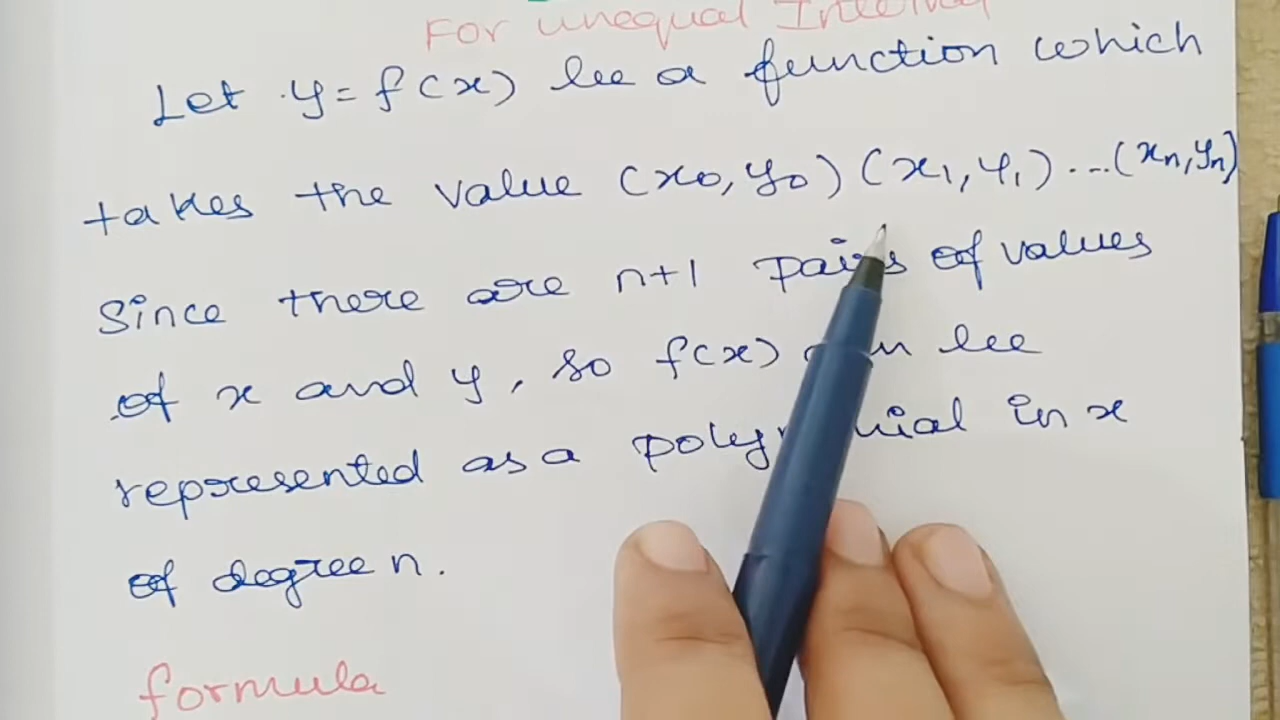 For unequal Interval
Let y = f(x) be a function which
takes the value (x0, y0) (x1, y1) ... (xn, yn)
Since there are n+1 pairs of values
of x and y, so f(x) be
represented as a in x
of degree n.
formula